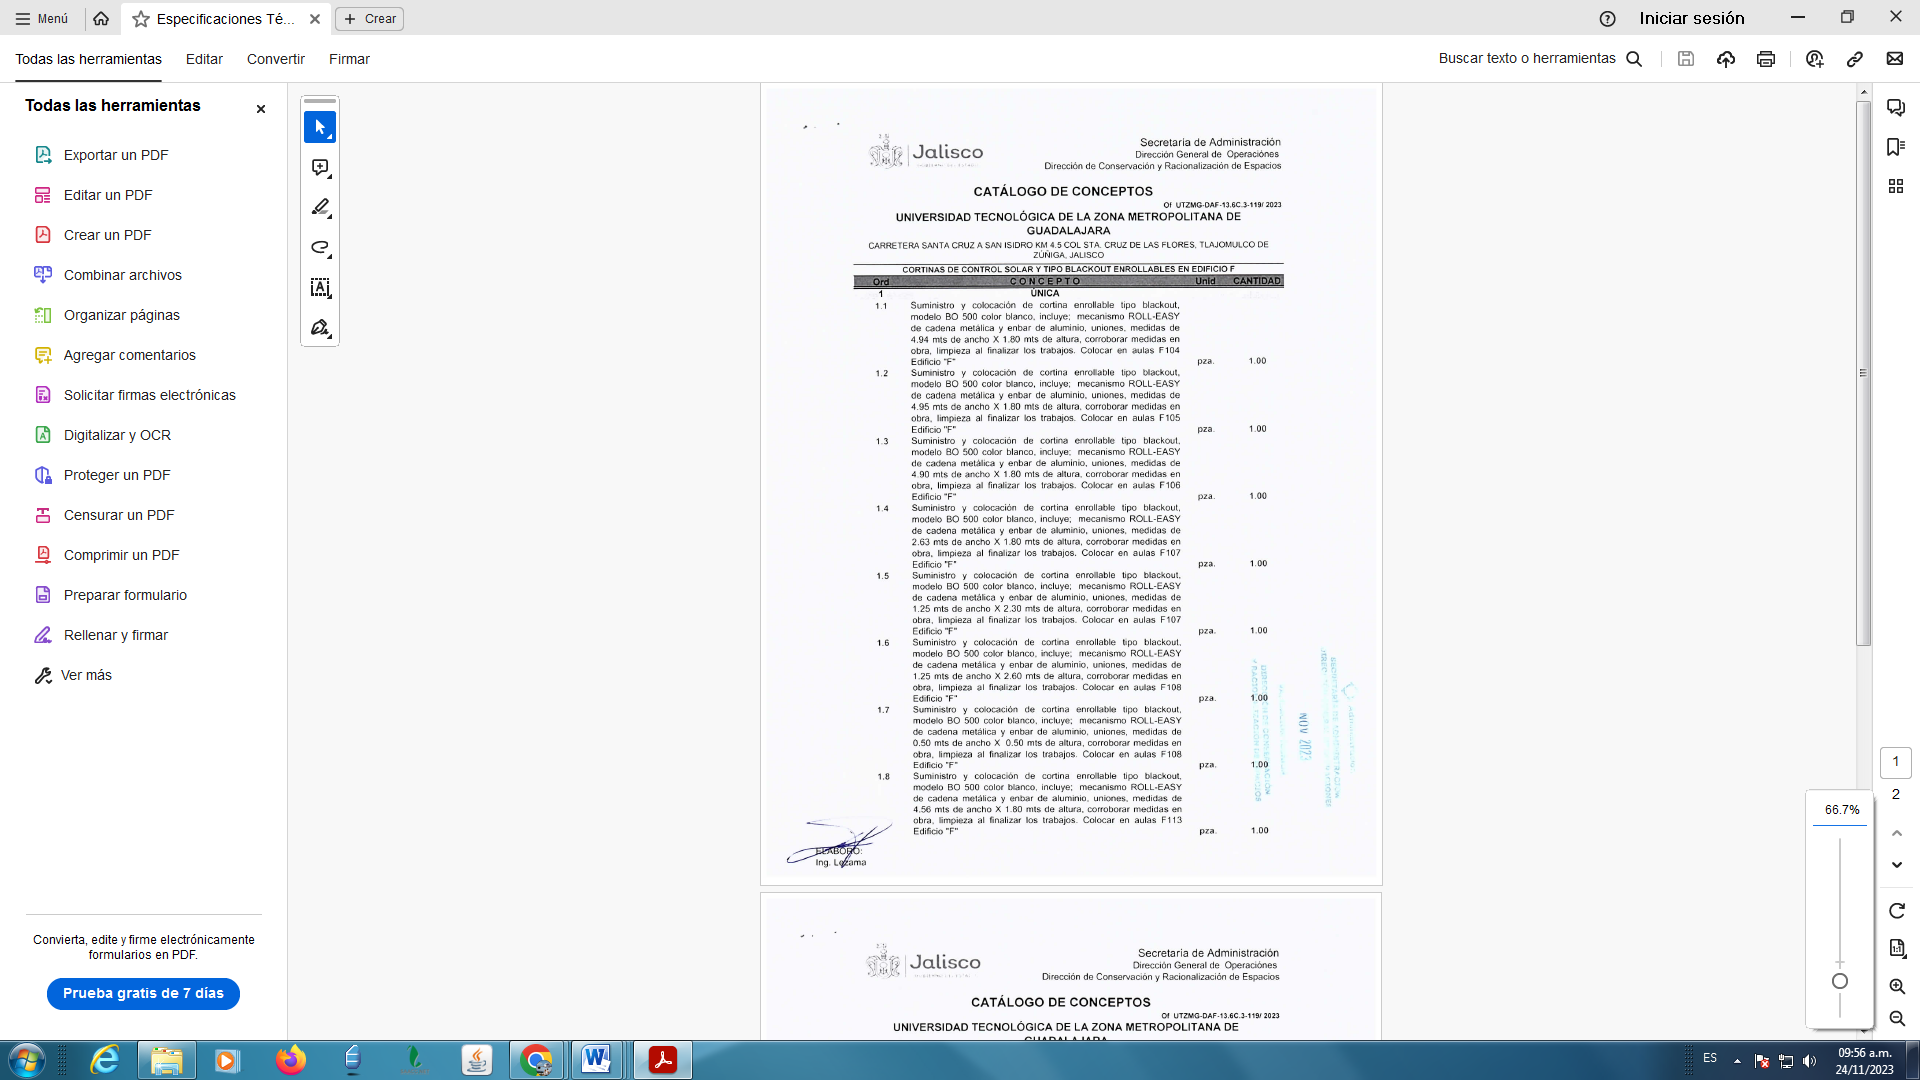 Menú
Especificaciones Té...
Crear
Iniciar sesión
Todas las herramientas
Editar
Convertir
Firmar
Buscar texto o herramientas
Todas las herramientas
Exportar un PDF
Editar un PDF
Crear un PDF
Combinar archivos
Organizar páginas
Agregar comentarios
Solicitar firmas electrónicas
Digitalizar y OCR
Proteger un PDF
Censurar un PDF
Comprimir un PDF
Preparar formulario
Rellenar y firmar
Ver más
Convierta, edite y firme electrónicamente
formularios en PDF.
Prueba gratis de 7 días
Jalisco
Secretaría de Administración
Dirección General de Operaciónes
Dirección de Conservación y Racionalización de Espacios
CATÁLOGO DE CONCEPTOS
Of UTZMG-DAF-13.6C.3-119/ 2023
UNIVERSIDAD TECNOLÓGICA DE LA ZONA METROPOLITANA DE
GUADALAJARA
CARRETERA SANTA CRUZ A SAN ISIDRO KM 4.5 COL STA. CRUZ DE LAS FLORES, TLAJOMULCO DE
ZÚÑIGA, JALISCO
CORTINAS DE CONTROL SOLAR Y TIPO BLACKOUT ENROLLABLES EN EDIFICIO F
Ord CONCEPTO Unid CANTIDAD
1 ÚNICA
1.1 Suministro y colocación de cortina enrollable tipo blackout,
modelo BO 500 color blanco, incluye; mecanismo ROLL-EASY
de cadena metálica y enbar de aluminio, uniones, medidas de
4.94 mts de ancho X 1.80 mts de altura, corroborar medidas en
obra, limpieza al finalizar los trabajos. Colocar en aulas F104
Edificio "F" pza. 1.00
1.2 Suministro y colocación de cortina enrollable tipo blackout,
modelo BO 500 color blanco, incluye; mecanismo ROLL-EASY
de cadena metálica y enbar de aluminio, uniones, medidas de
4.95 mts de ancho X 1.80 mts de altura, corroborar medidas en
obra, limpieza al finalizar los trabajos. Colocar en aulas F105
Edificio "F" pza. 1.00
1.3 Suministro y colocación de cortina enrollable tipo blackout,
modelo BO 500 color blanco, incluye; mecanismo ROLL-EASY
de cadena metálica y enbar de aluminio, uniones, medidas de
4.90 mts de ancho X 1.80 mts de altura, corroborar medidas en
obra, limpieza al finalizar los trabajos. Colocar en aulas F106
Edificio "F" pza. 1.00
1.4 Suministro y colocación de cortina enrollable tipo blackout,
modelo BO 500 color blanco, incluye; mecanismo ROLL-EASY
de cadena metálica y enbar de aluminio, uniones, medidas de
2.63 mts de ancho X 1.80 mts de altura, corroborar medidas en
obra, limpieza al finalizar los trabajos. Colocar en aulas F107
Edificio "F" pza. 1.00
1.5 Suministro y colocación de cortina enrollable tipo blackout,
modelo BO 500 color blanco, incluye; mecanismo ROLL-EASY
de cadena metálica y enbar de aluminio, uniones, medidas de
1.25 mts de ancho X 2.30 mts de altura, corroborar medidas en
obra, limpieza al finalizar los trabajos. Colocar en aulas F107
Edificio "F" pza. 1.00
1.6 Suministro y colocación de cortina enrollable tipo blackout,
modelo BO 500 color blanco, incluye; mecanismo ROLL-EASY
de cadena metálica y enbar de aluminio, uniones, medidas de
1.25 mts de ancho X 2.60 mts de altura, corroborar medidas en
obra, limpieza al finalizar los trabajos. Colocar en aulas F108
Edificio "F" pza. 1.00
1.7 Suministro y colocación de cortina enrollable tipo blackout,
modelo BO 500 color blanco, incluye; mecanismo ROLL-EASY
de cadena metálica y enbar de aluminio, uniones, medidas de
0.50 mts de ancho X 0.50 mts de altura, corroborar medidas en
obra, limpieza al finalizar los trabajos. Colocar en aulas F108
Edificio "F" pza. 1.00
1.8 Suministro y colocación de cortina enrollable tipo blackout,
modelo BO 500 color blanco, incluye; mecanismo ROLL-EASY
de cadena metálica y enbar de aluminio, uniones, medidas de
4.56 mts de ancho X 1.80 mts de altura, corroborar medidas en
obra, limpieza al finalizar los trabajos. Colocar en aulas F113
Edificio "F" pza. 1.00
NOV 2023
ELABORO:
Ing. Lezama
Jalisco
Secretaría de Administración
Dirección General de Operaciónes
Dirección de Conservación y Racionalización de Espacios
CATÁLOGO DE CONCEPTOS
Of UTZMG-DAF-13.6C.3-119/ 2023
UNIVERSIDAD TECNOLÓGICA DE LA ZONA METROPOLITANA DE
GUADALAJARA
1
2
66.7%
ES
09:56 a.m.
24/11/2023